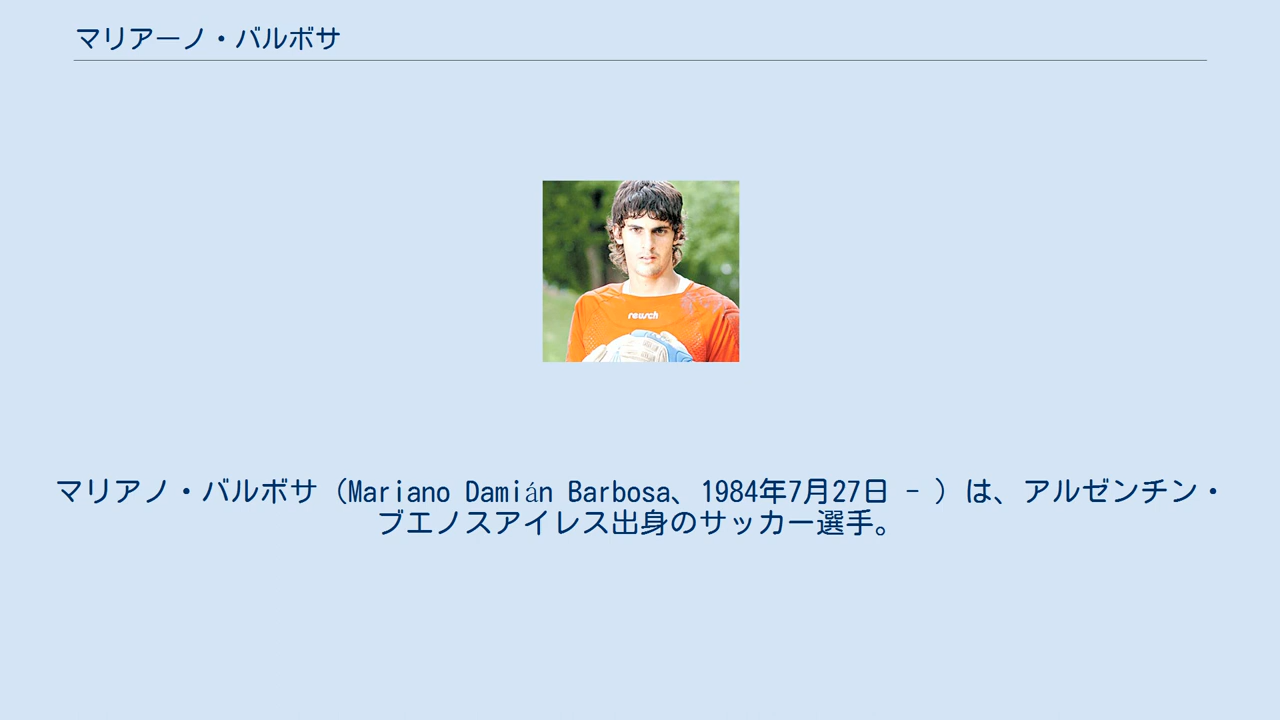 マリアーノ・バルボサ
reusch
マリアノ・バルボサ（Mariano Damián Barbosa、1984年7月27日 - ）は、アルゼンチン・
ブエノスアイレス出身のサッカー選手。